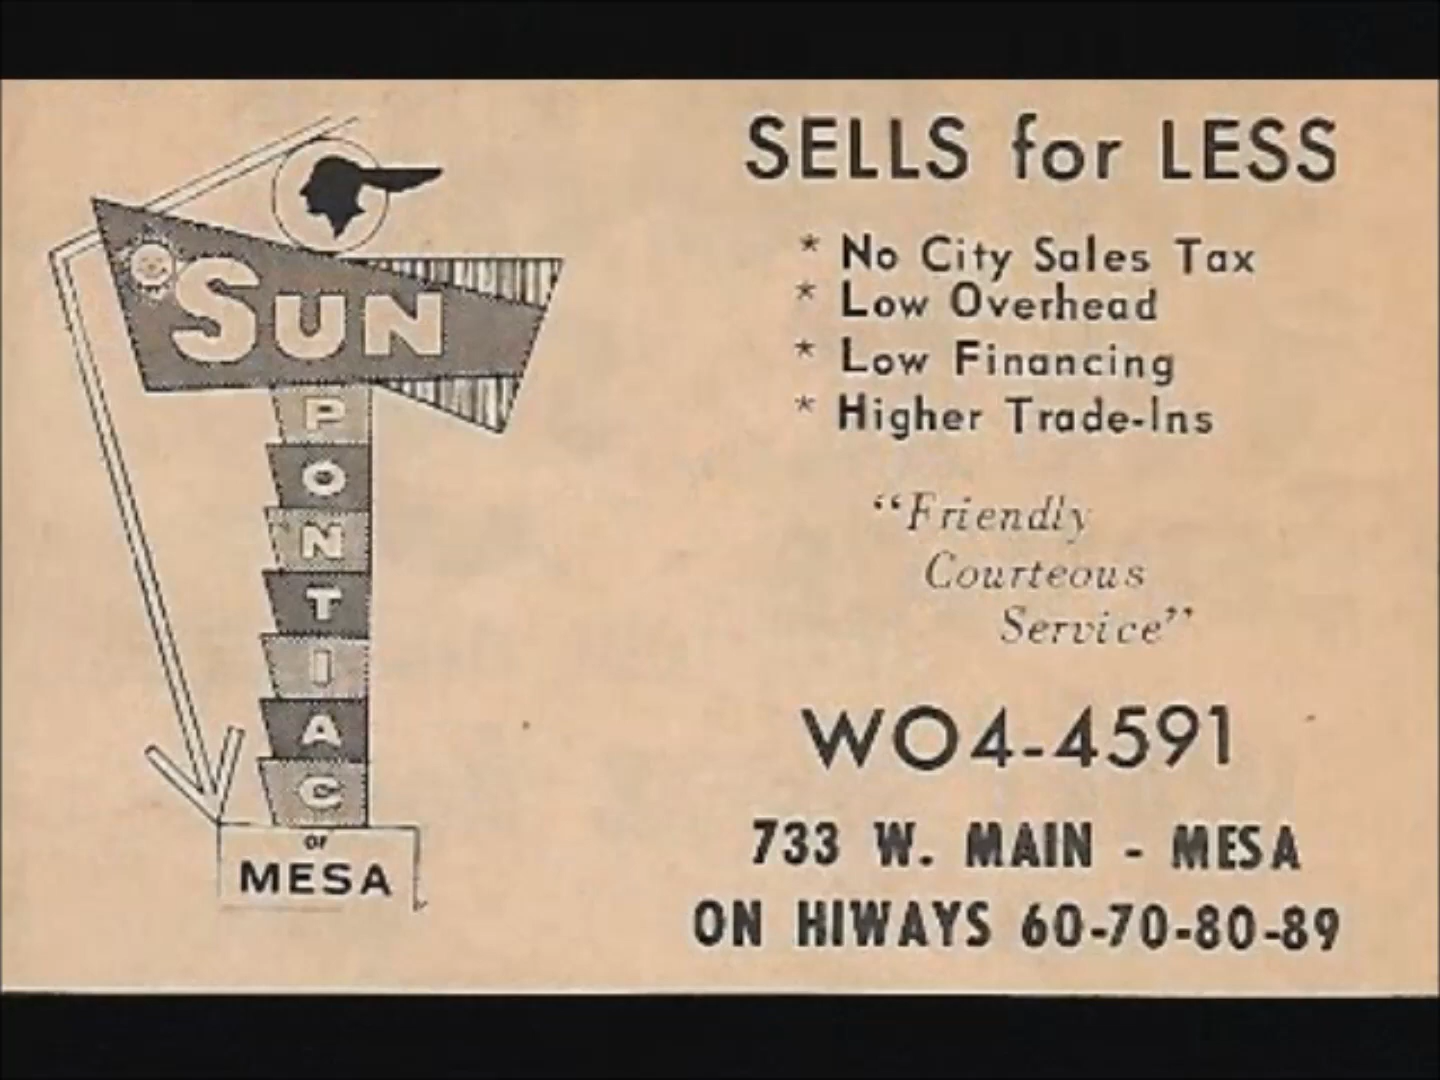 SUN
PONTIAC
OF
MESA
SELLS for LESS
* No City Sales Tax
* Low Overhead
* Low Financing
* Higher Trade-Ins
“Friendly
Courteous
Service”
WO4-4591
733 W. MAIN - MESA
ON HIWAYS 60-70-80-89